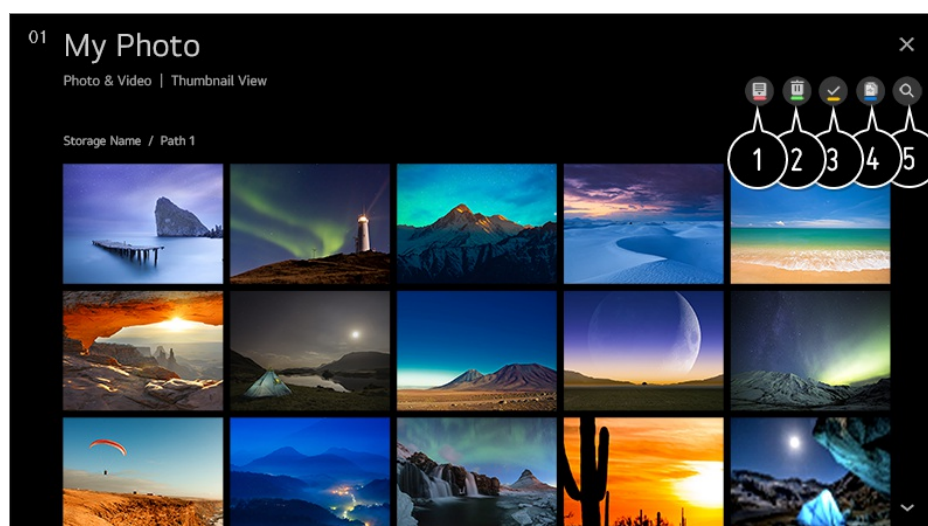 01
My Photo
Photo & Video | Thumbnail View
Storage Name / Path 1
1 2 3 4 5